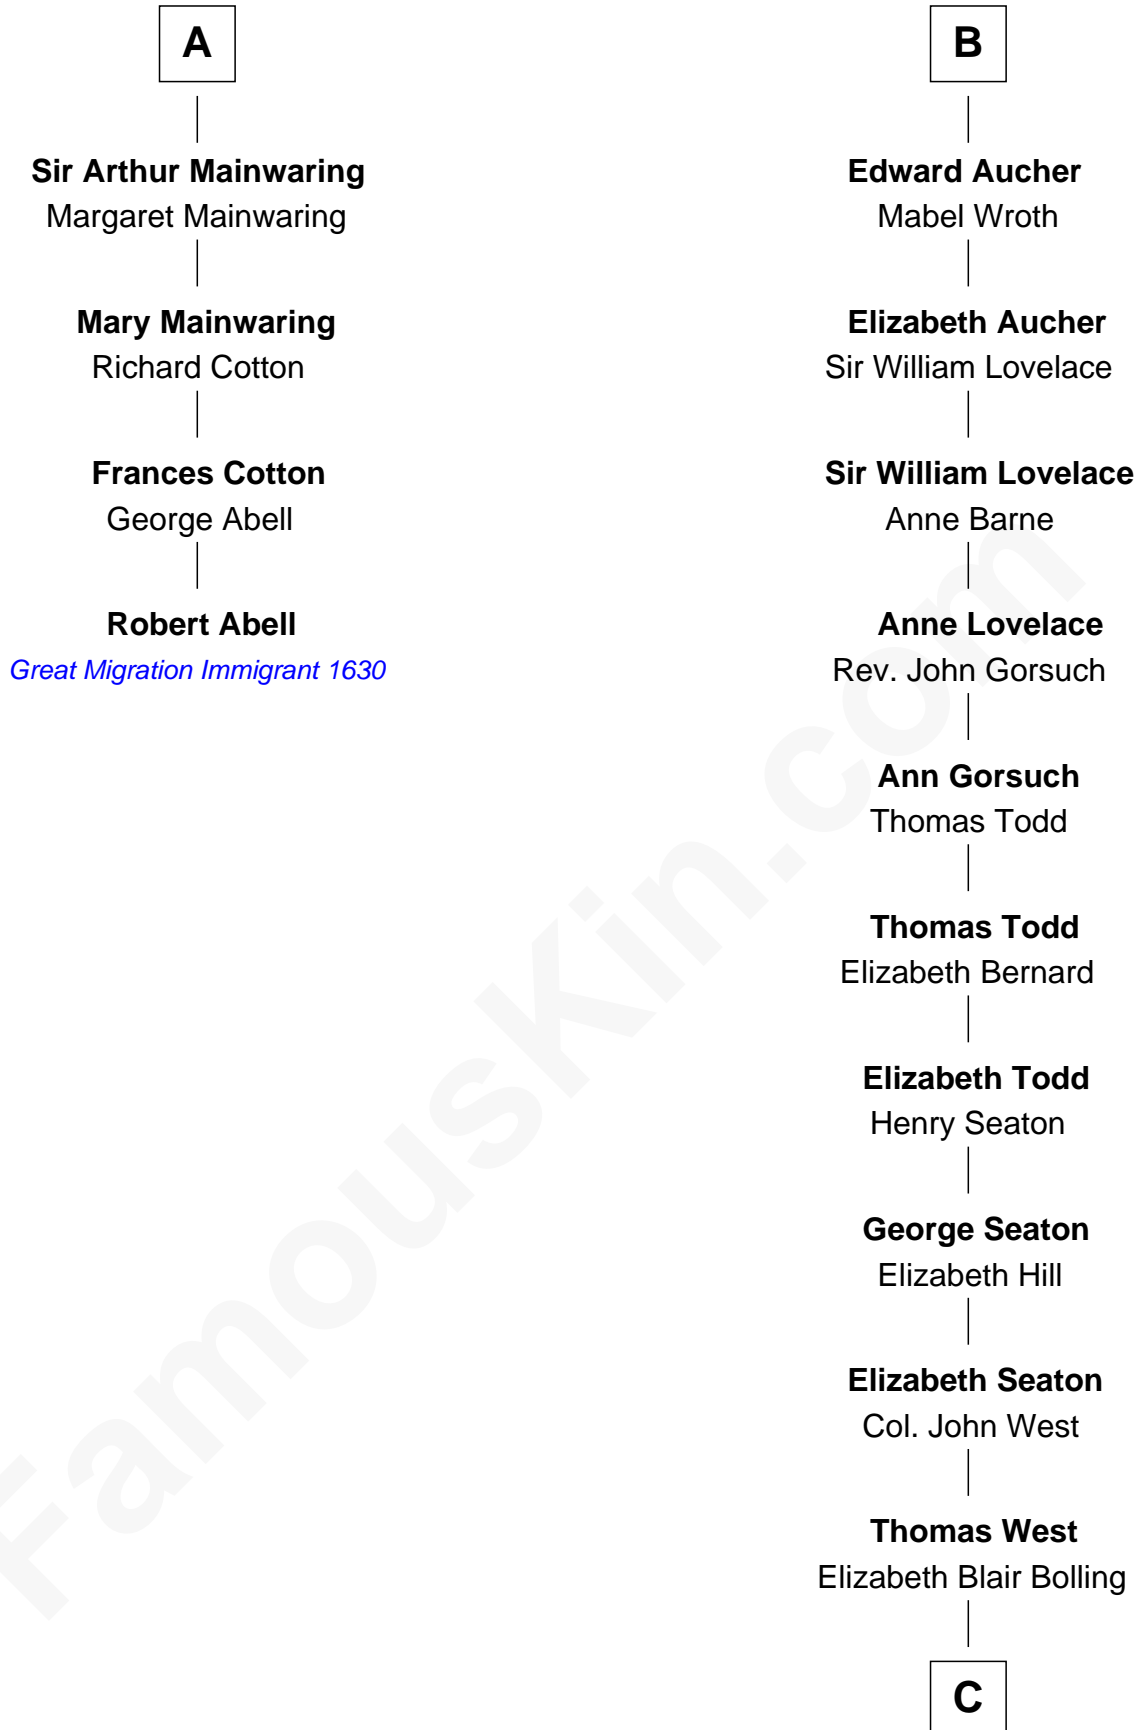 A
Sir Arthur Mainwaring
Margaret Mainwaring
Mary Mainwaring
Richard Cotton
Frances Cotton
George Abell
Robert Abell
Great Migration Immigrant 1630
B
Edward Aucher
Mabel Wroth
Elizabeth Aucher
Sir William Lovelace
Sir William Lovelace
Anne Barne
Anne Lovelace
Rev. John Gorsuch
Ann Gorsuch
Thomas Todd
Thomas Todd
Elizabeth Bernard
Elizabeth Todd
Henry Seaton
George Seaton
Elizabeth Hill
Elizabeth Seaton
Col. John West
Thomas West
Elizabeth Blair Bolling
C
FamousKin.com